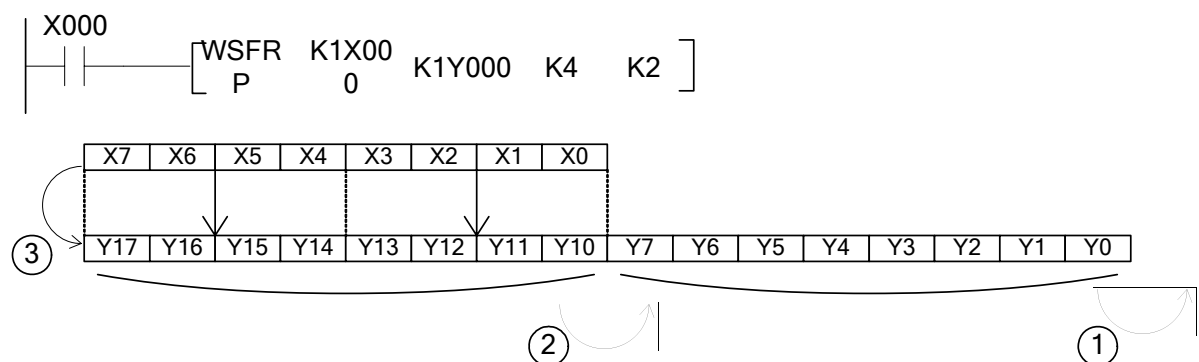 X000
WSFR K1X00 K1Y000 K4 K2
P 0
X7 X6 X5 X4 X3 X2 X1 X0
Y17 Y16 Y15 Y14 Y13 Y12 Y11 Y10 Y7 Y6 Y5 Y4 Y3 Y2 Y1 Y0
3
2 1